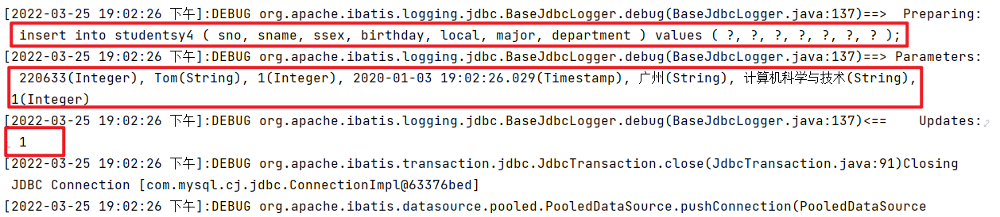 [2022-03-25 19:02:26 下午]:DEBUG org.apache.ibatis.logging.jdbc.BaseJdbcLogger.debug(BaseJdbcLogger.java:137)==>  Preparing:
insert into studentsy4 ( sno, sname, ssex, birthday, local, major, department ) values ( ?, ?, ?, ?, ?, ?, ? );
[2022-03-25 19:02:26 下午]:DEBUG org.apache.ibatis.logging.jdbc.BaseJdbcLogger.debug(BaseJdbcLogger.java:137)==> Parameters:
220633(Integer), Tom(String), 1(Integer), 2020-01-03 19:02:26.029(Timestamp), 广州(String), 计算机科学与技术(String),
1(Integer)
[2022-03-25 19:02:26 下午]:DEBUG org.apache.ibatis.logging.jdbc.BaseJdbcLogger.debug(BaseJdbcLogger.java:137)<==    Updates:
1
[2022-03-25 19:02:26 下午]:DEBUG org.apache.ibatis.transaction.jdbc.JdbcTransaction.close(JdbcTransaction.java:91)Closing
JDBC Connection [com.mysql.cj.jdbc.ConnectionImpl@63376bed]
[2022-03-25 19:02:26 下午]:DEBUG org.apache.ibatis.datasource.pooled.PooledDataSource.pushConnection(PooledDataSource